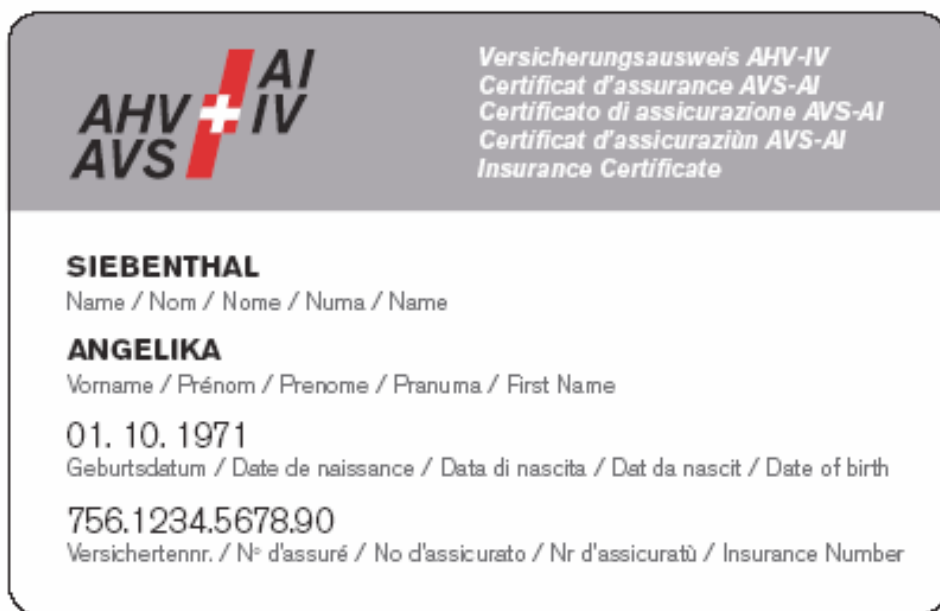 AHV AVS AI IV
Versicherungsausweis AHV-IV
Certificat d'assurance AVS-AI
Certificato di assicurazione AVS-AI
Certificat d'assicuraziùn AVS-AI
Insurance Certificate
SIEBENTHAL
Name / Nom / Nome / Numa / Name
ANGELIKA
Vorname / Prénom / Prenome / Pranuma / First Name
01. 10. 1971
Geburtsdatum / Date de naissance / Data di nascita / Dat da nascit / Date of birth
756.1234.5678.90
Versichertennr. / N° d'assuré / No d'assicurato / Nr d'assicuratù / Insurance Number